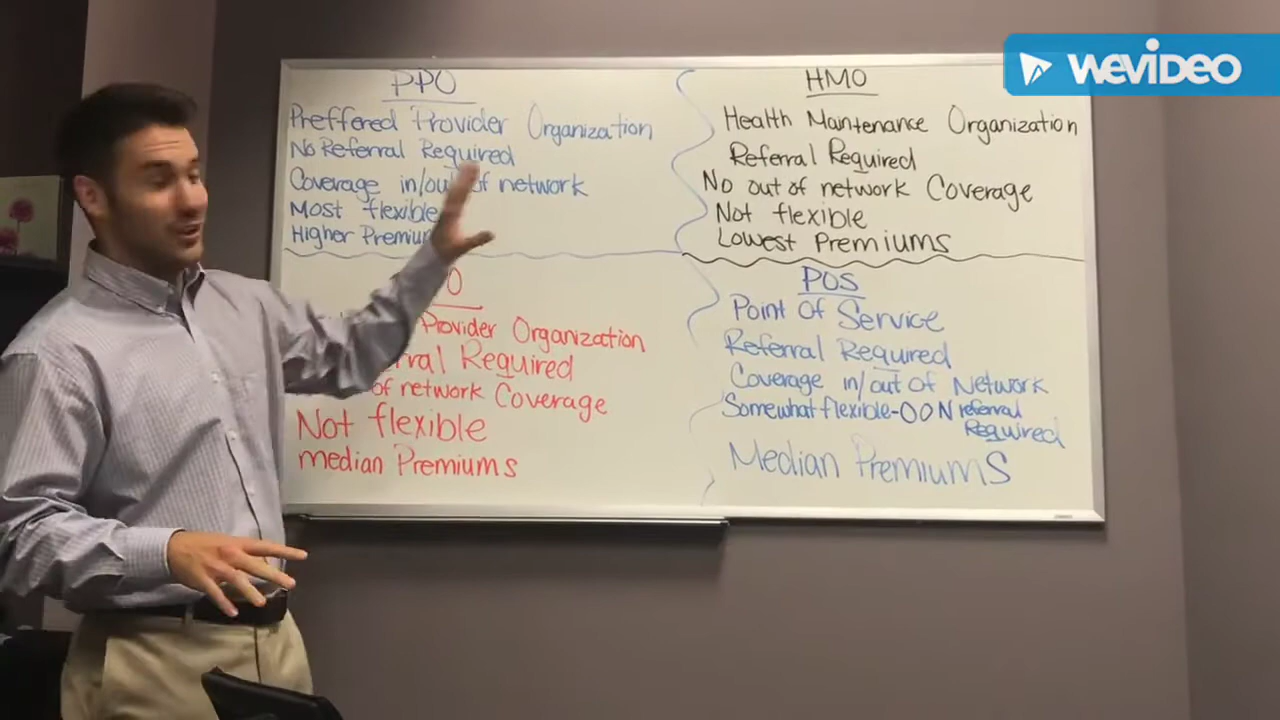 PPO
Preffered Provider Organization
No Referral Required
Coverage in/out of network
Most flexible
Higher Premium
HMO
Health Maintenance Organization
Referral Required
No out of network Coverage
Not flexible
Lowest Premiums
O
Provider Organization
Required
of network Coverage
Not flexible
median Premiums
POS
Point Of Service
Referral Required
Coverage in/out of Network
Somewhat flexible-OON referral
Required
Median Premiums
WEVIDEO